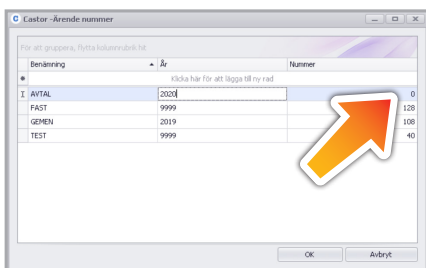 Castor -Ärende nummer
För att gruppera, flytta kolumnrubrik hit
Benämning År Nummer
Klicka här för att lägga till ny rad
AVTAL 2020 0
FAST 9999 128
GEMEN 2019 108
TEST 9999 40
OK Avbryt